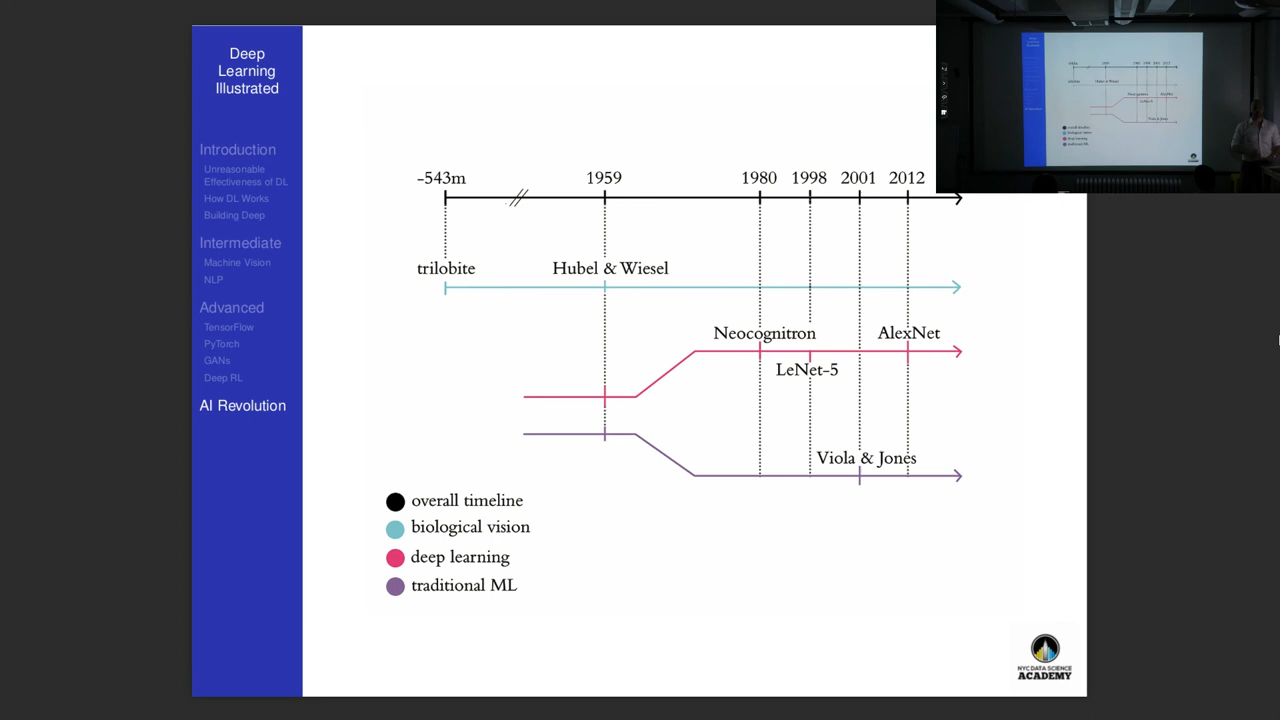 Deep
Learning
Illustrated
Introduction
Unreasonable
Effectiveness of DL
How DL Works
Building Deep
Intermediate
Machine Vision
NLP
Advanced
TensorFlow
PyTorch
GANs
Deep RL
AI Revolution
-543m 1959 1980 1998 2001 2012
trilobite Hubel & Wiesel
Neocognitron AlexNet
LeNet-5
Viola & Jones
overall timeline
biological vision
deep learning
traditional ML
NYC DATA SCIENCE
ACADEMY